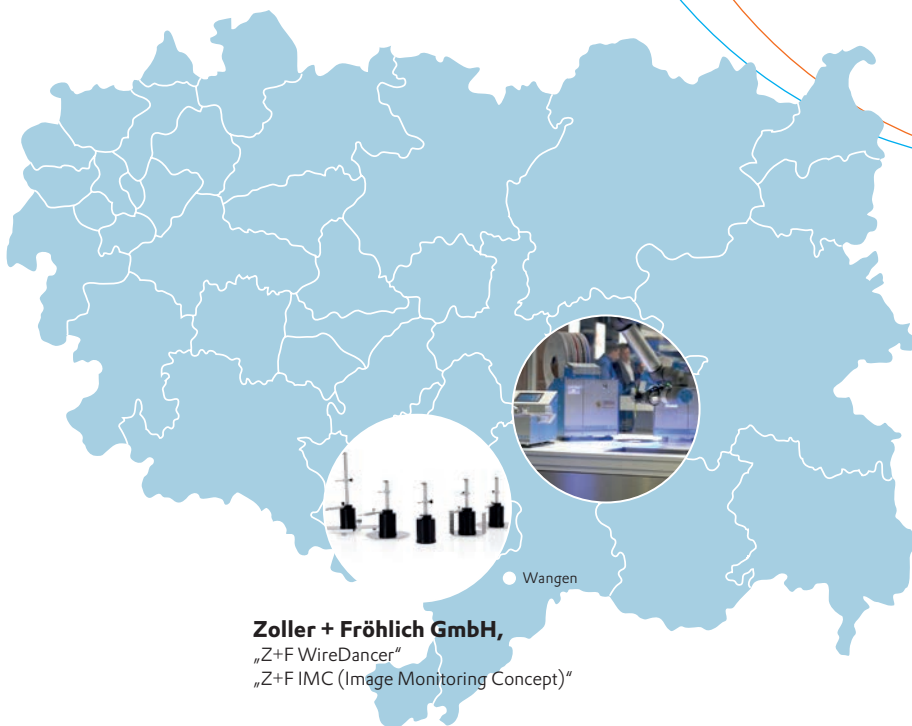 Wangen
Zoller + Fröhlich GmbH,
„Z+F WireDancer“
„Z+F IMC (Image Monitoring Concept)“